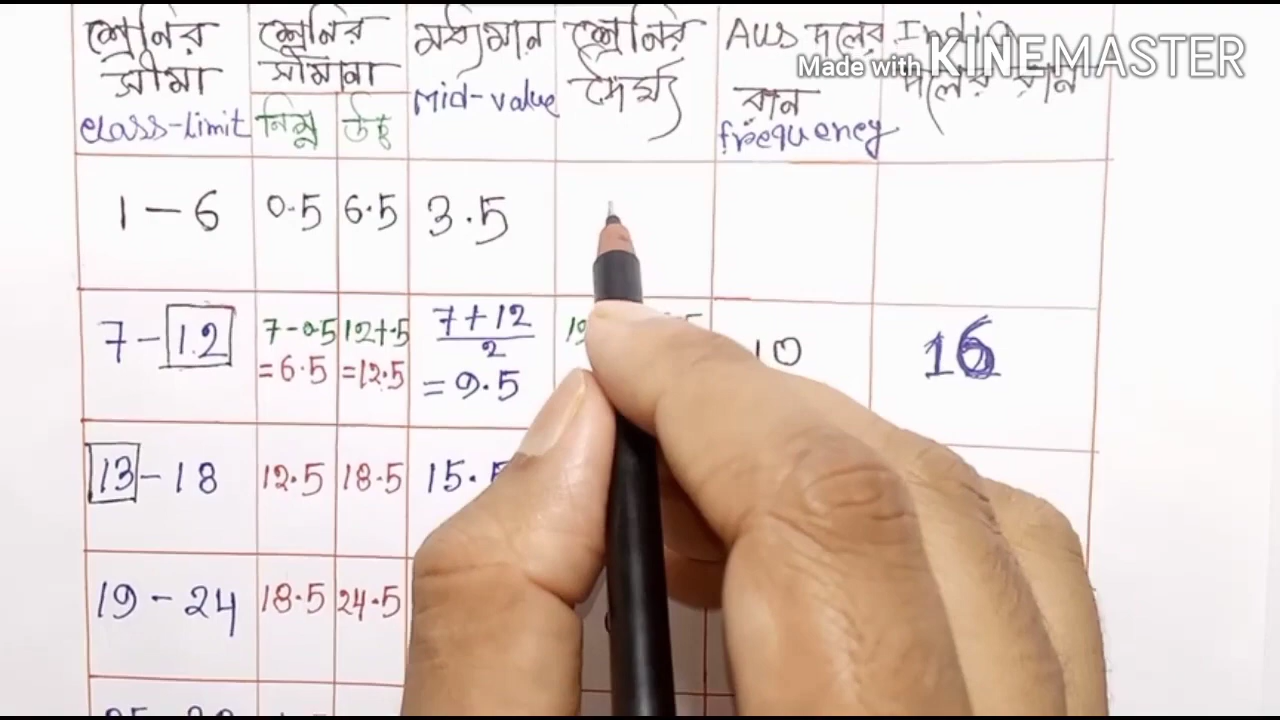 শ্রেনির
সীমা
class-limit
শ্রেনির
সীমানা
নিম্ন
উচ্চ
মধ্যমান
Mid-value
শ্রেনির
দৈর্ঘ্য
Aus দলের
রান
frequency
India
দলের রান
Made with KINEMASTER
1 – 6
0.5
6.5
3.5
7 – 12
7-0.5
= 6.5
12+.5
=12.5
7+12
2
= 9.5
10
16
13 – 18
12.5
18.5
15.5
19 – 24
18.5
24.5